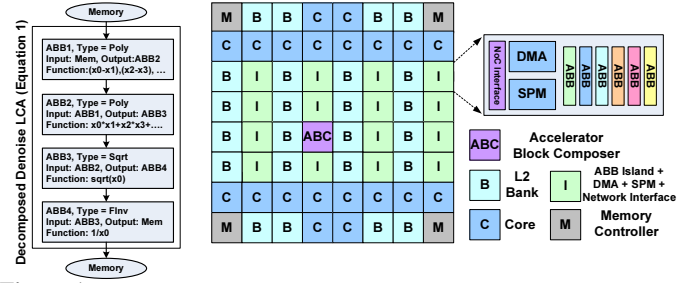 Decomposed Denoise LCA (Equation 1)
Memory
ABB1, Type = Poly
Input: Mem, Output:ABB2
Function:(x0-x1),(x2-x3), …
ABB2, Type = Poly
Input: ABB1, Output: ABB3
Function: x0*x1+x2*x3+….
ABB3, Type = Sqrt
Input: ABB2, Output: ABB4
Function: sqrt(x0)
ABB4, Type = FInv
Input: ABB3, Output: Mem
Function: 1/x0
Memory
M B B C C B B M
C C C C C C C C
B I B I B I B I
B I B I B I B I
B I B ABC B I B I
B I B I B I B I
C C C C C C C C
M B B C C B B M
NoC Interface
DMA
SPM
ABB
ABB
ABB
ABB
ABB
ABB
ABC
Accelerator
Block Composer
B
L2
Bank
I
ABB Island +
DMA + SPM +
Network Interface
C
Core
M
Memory
Controller